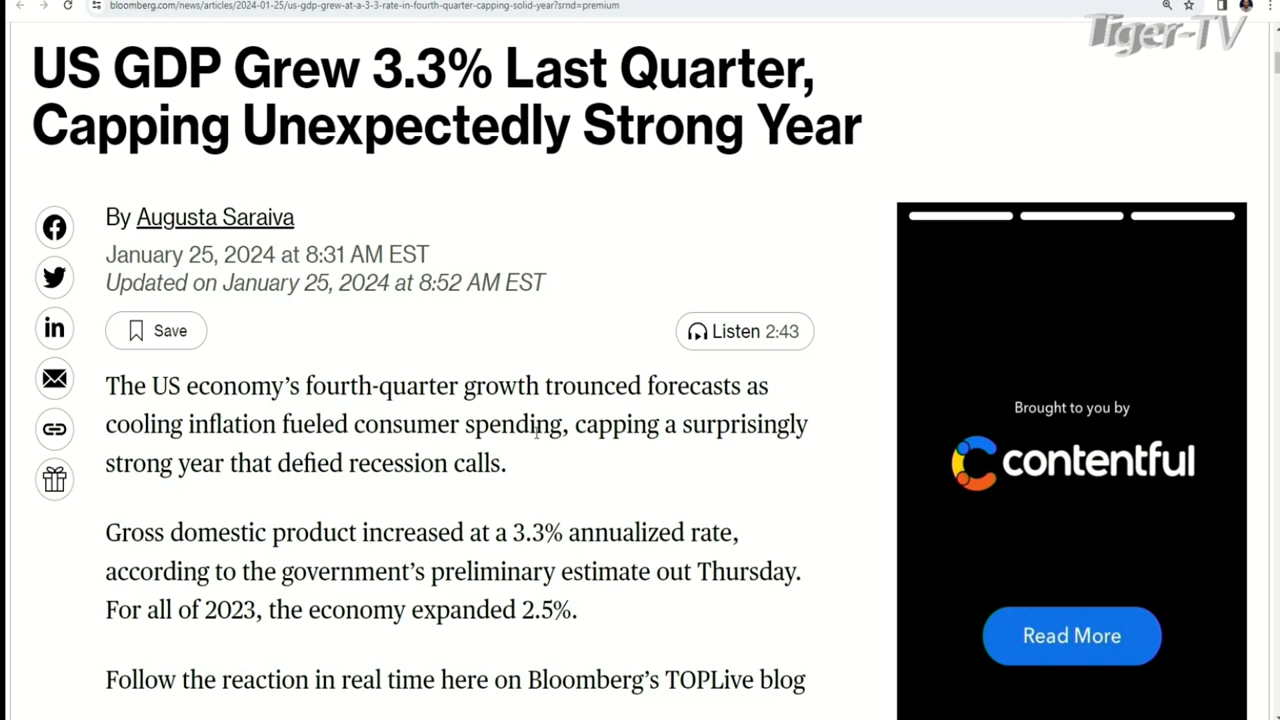 bloomberg.com/news/articles/2024-01-25/us-gdp-grew-at-a-3-3-rate-in-fourth-quarter-capping-solid-year?srnd=premium
Tiger-TV
US GDP Grew 3.3% Last Quarter,
Capping Unexpectedly Strong Year
By Augusta Saraiva
January 25, 2024 at 8:31 AM EST
Updated on January 25, 2024 at 8:52 AM EST
Save
Listen 2:43
The US economy’s fourth-quarter growth trounced forecasts as
cooling inflation fueled consumer spending, capping a surprisingly
strong year that defied recession calls.
Gross domestic product increased at a 3.3% annualized rate,
according to the government’s preliminary estimate out Thursday.
For all of 2023, the economy expanded 2.5%.
Follow the reaction in real time here on Bloomberg’s TOPLive blog
Brought to you by
contentful
Read More